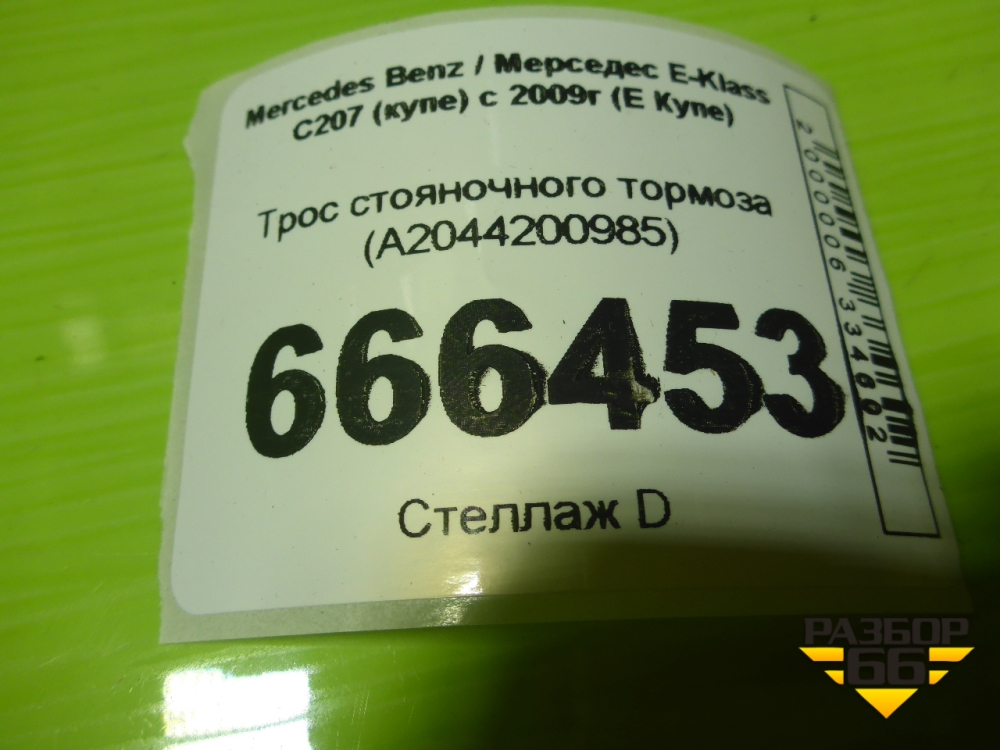 Mercedes Benz / Мерседес E-Klass
C207 (купе) с 2009г (E Купе)
Трос стояночного тормоза
(A2044200985)
666453
Стеллаж D
2000006334602
РАЗБОР
66